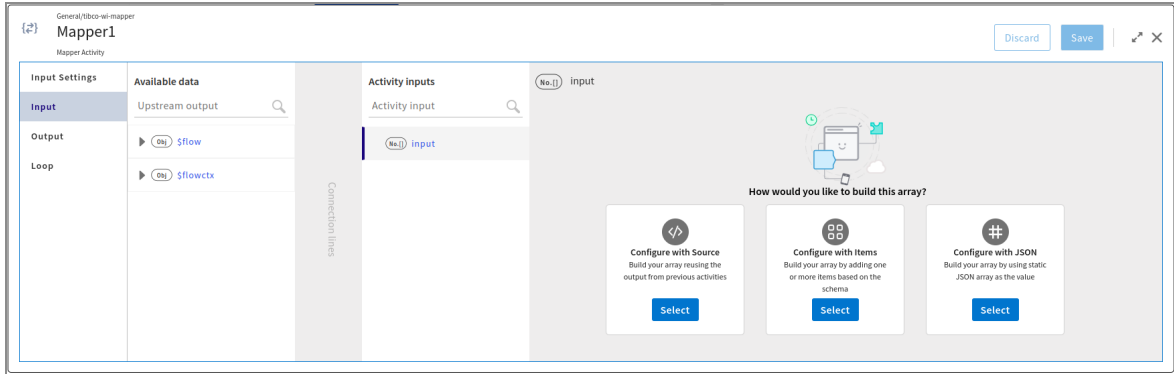 General/tibco-wi-mapper
Mapper1
Mapper Activity
Discard
Save
Input Settings
Input
Output
Loop
Available data
Upstream output
Obj $flow
Obj $flowctx
Connection lines
Activity inputs
Activity input
No.[] input
No.[] input
How would you like to build this array?
Configure with Source
Build your array reusing the
output from previous activities
Select
Configure with Items
Build your array by adding one
or more items based on the
schema
Select
Configure with JSON
Build your array by using static
JSON array as the value
Select